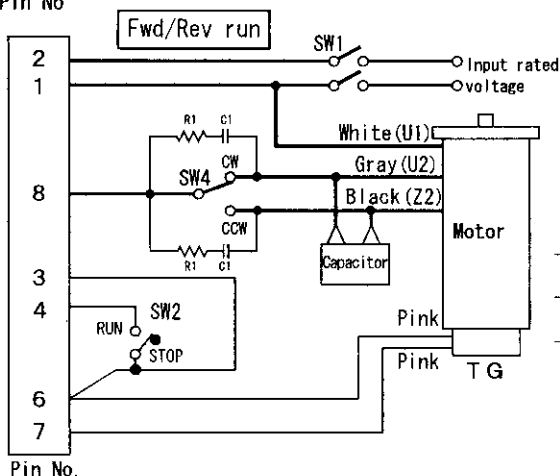 Pin No
Fwd/Rev run
SW1
2
Input rated
1
voltage
R1
C1
White(U1)
CW
Gray(U2)
SW4
8
Black(Z2)
CCW
Motor
R1
C1
Capacitor
3
4
SW2
RUN
Pink
STOP
Pink
TG
6
7
Pin No.